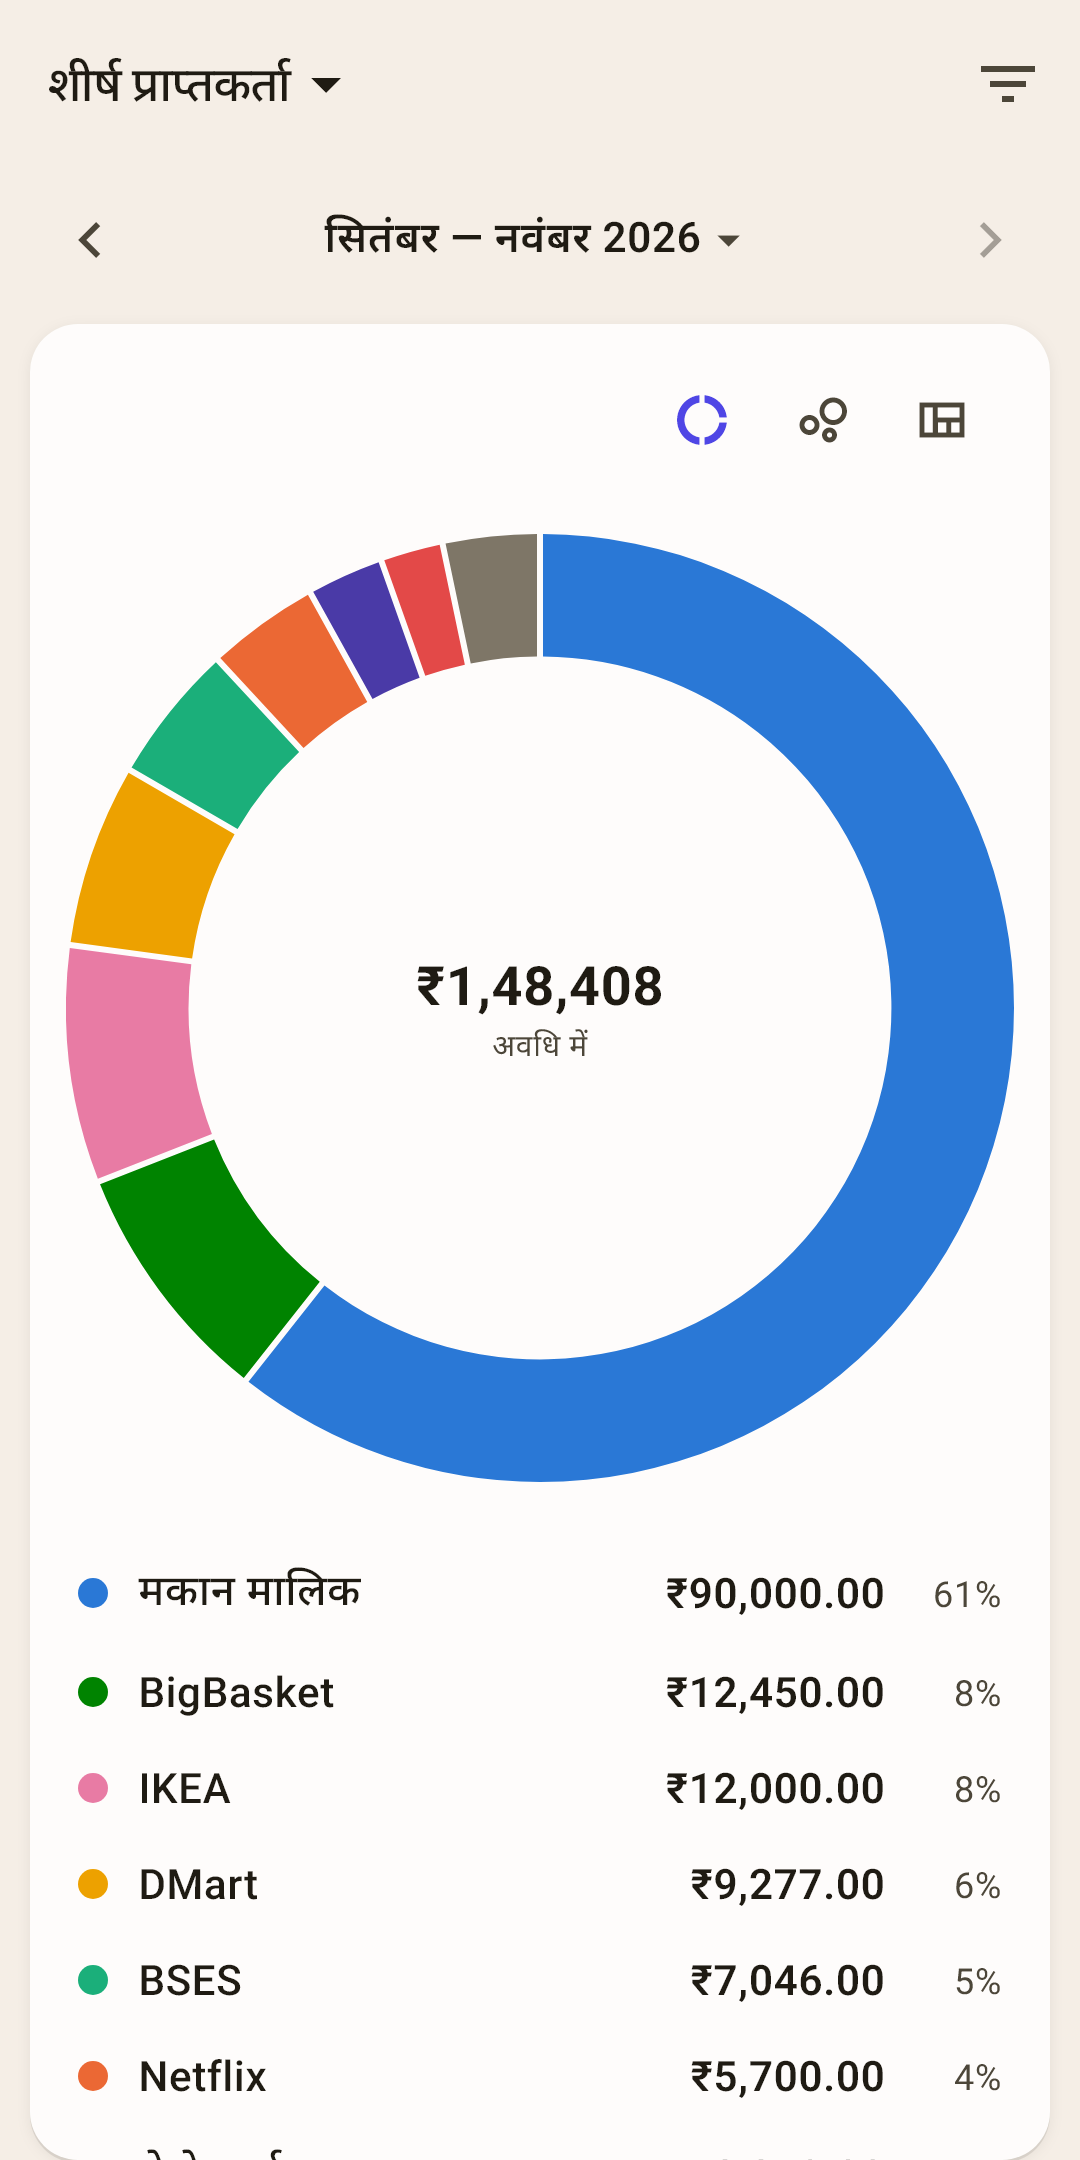 शीर्ष प्राप्तकर्ता
सितंबर — नवंबर 2026
₹1,48,408
अवधि में
मकान मालिक ₹90,000.00 61%
BigBasket ₹12,450.00 8%
IKEA ₹12,000.00 8%
DMart ₹9,277.00 6%
BSES ₹7,046.00 5%
Netflix ₹5,700.00 4%